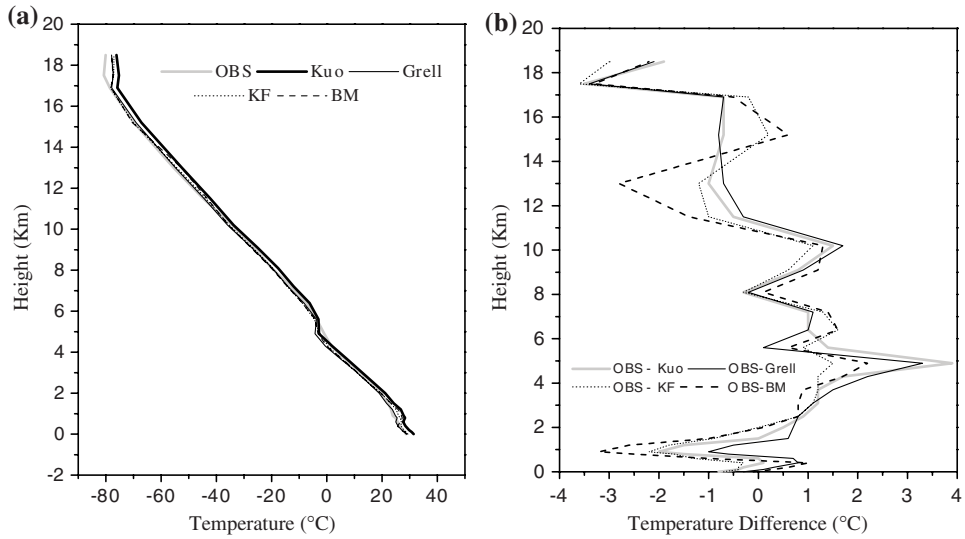 (a)
20
18
16
14
12
10
8
6
4
2
0
-2
Height (Km)
OBS Kuo Grell
KF BM
-80 -60 -40 -20 0 20 40
Temperature (°C)
(b)
20
18
16
14
12
10
8
6
4
2
0
Height (Km)
OBS - Kuo OBS-Grell
OBS - KF OBS-BM
-4 -3 -2 -1 0 1 2 3 4
Temperature Difference (°C)